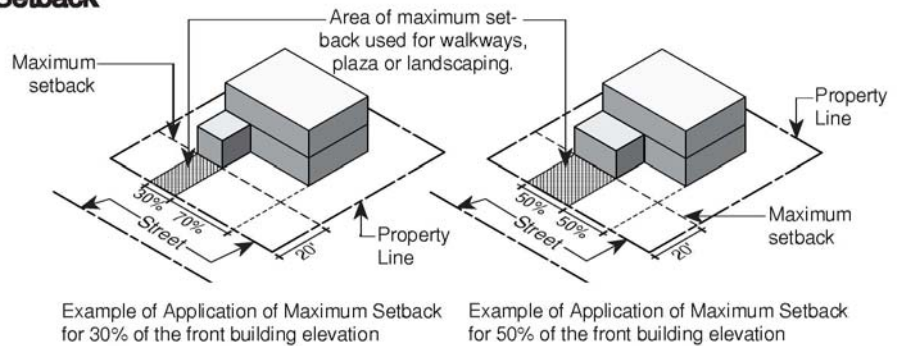 Setback
Area of maximum set-
back used for walkways,
plaza or landscaping.
Maximum
setback
30%
70%
Street
20'
Property
Line
Example of Application of Maximum Setback
for 30% of the front building elevation
Property
Line
50%
50%
Street
20'
Maximum
setback
Example of Application of Maximum Setback
for 50% of the front building elevation